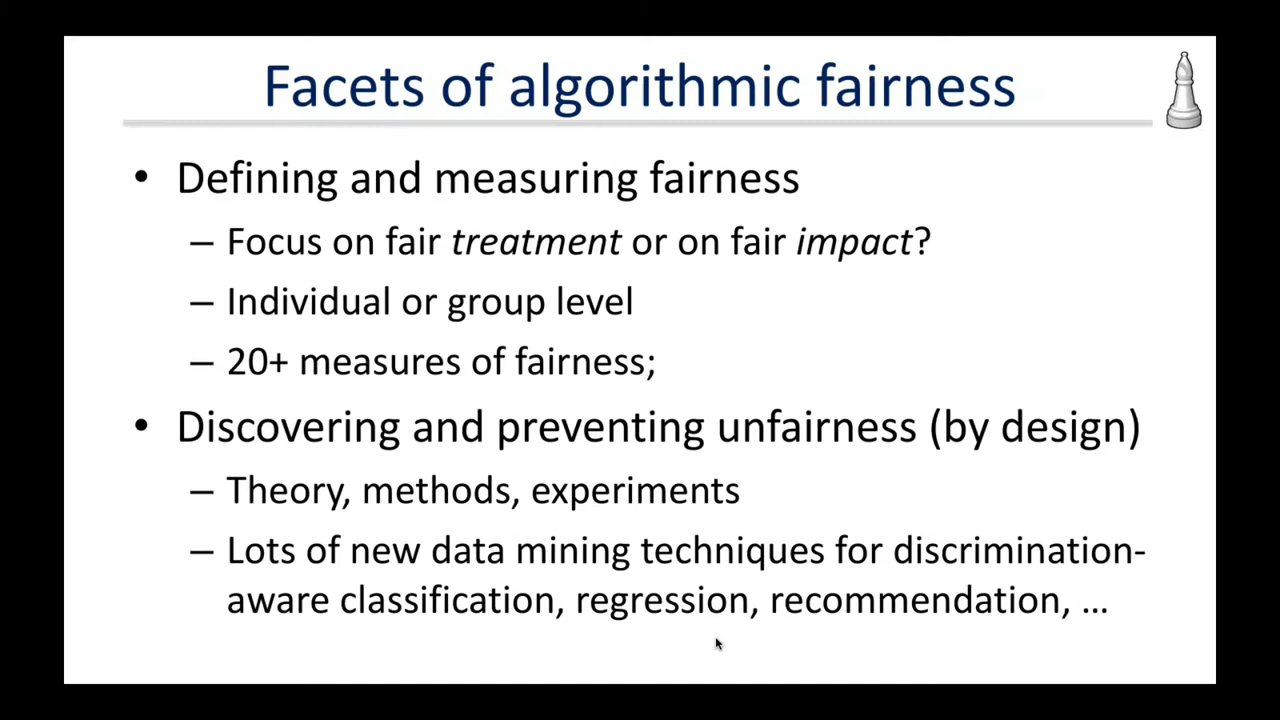 Facets of algorithmic fairness
• Defining and measuring fairness
– Focus on fair treatment or on fair impact?
– Individual or group level
– 20+ measures of fairness;
• Discovering and preventing unfairness (by design)
– Theory, methods, experiments
– Lots of new data mining techniques for discrimination-
aware classification, regression, recommendation, ...